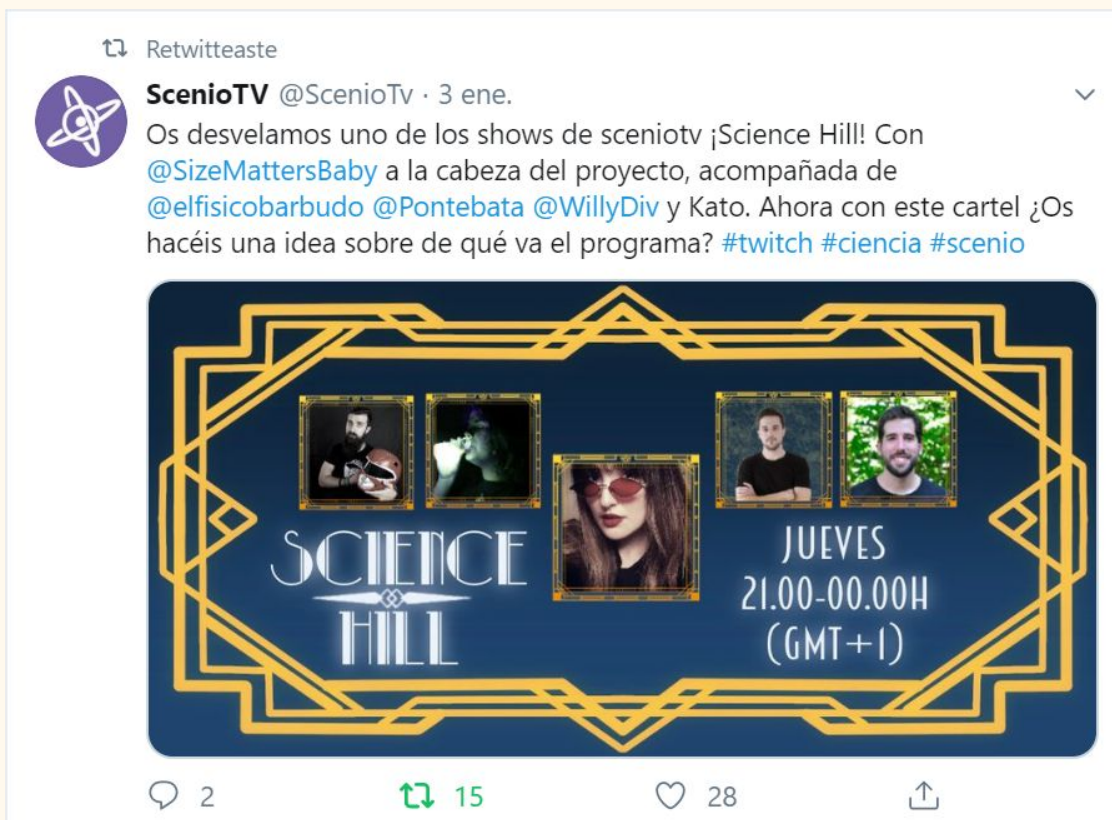 Retwitteaste
ScenioTV @ScenioTv · 3 ene.
Os desvelamos uno de los shows de sceniotv ¡Science Hill! Con
@SizeMattersBaby a la cabeza del proyecto, acompañada de
@elfisicobarbudo @Pontebata @WillyDiv y Kato. Ahora con este cartel ¿Os
hacéis una idea sobre de qué va el programa? #twitch #ciencia #scenio
SCIENCE
HILL
JUEVES
21.00-00.00H
(GMT+1)
2 15 28